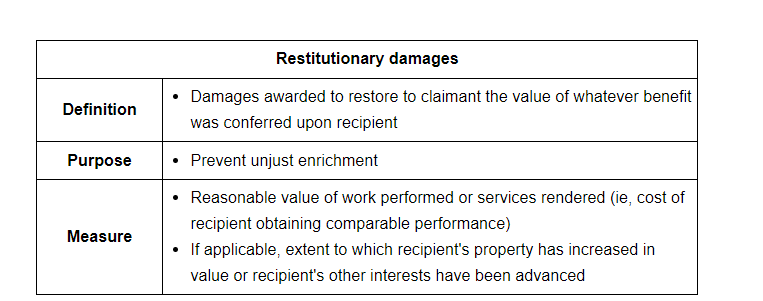 Restitutionary damages
Definition
• Damages awarded to restore to claimant the value of whatever benefit
was conferred upon recipient
Purpose
• Prevent unjust enrichment
Measure
• Reasonable value of work performed or services rendered (ie, cost of
recipient obtaining comparable performance)
• If applicable, extent to which recipient's property has increased in
value or recipient's other interests have been advanced